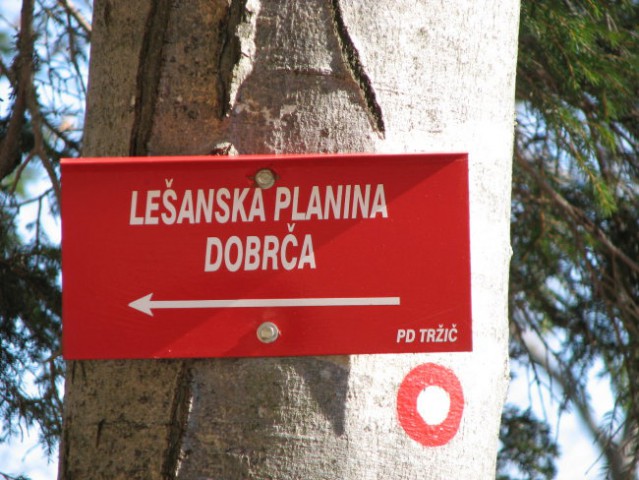 LEŠANSKA PLANINA
DOBRČA
PD TRŽIČ